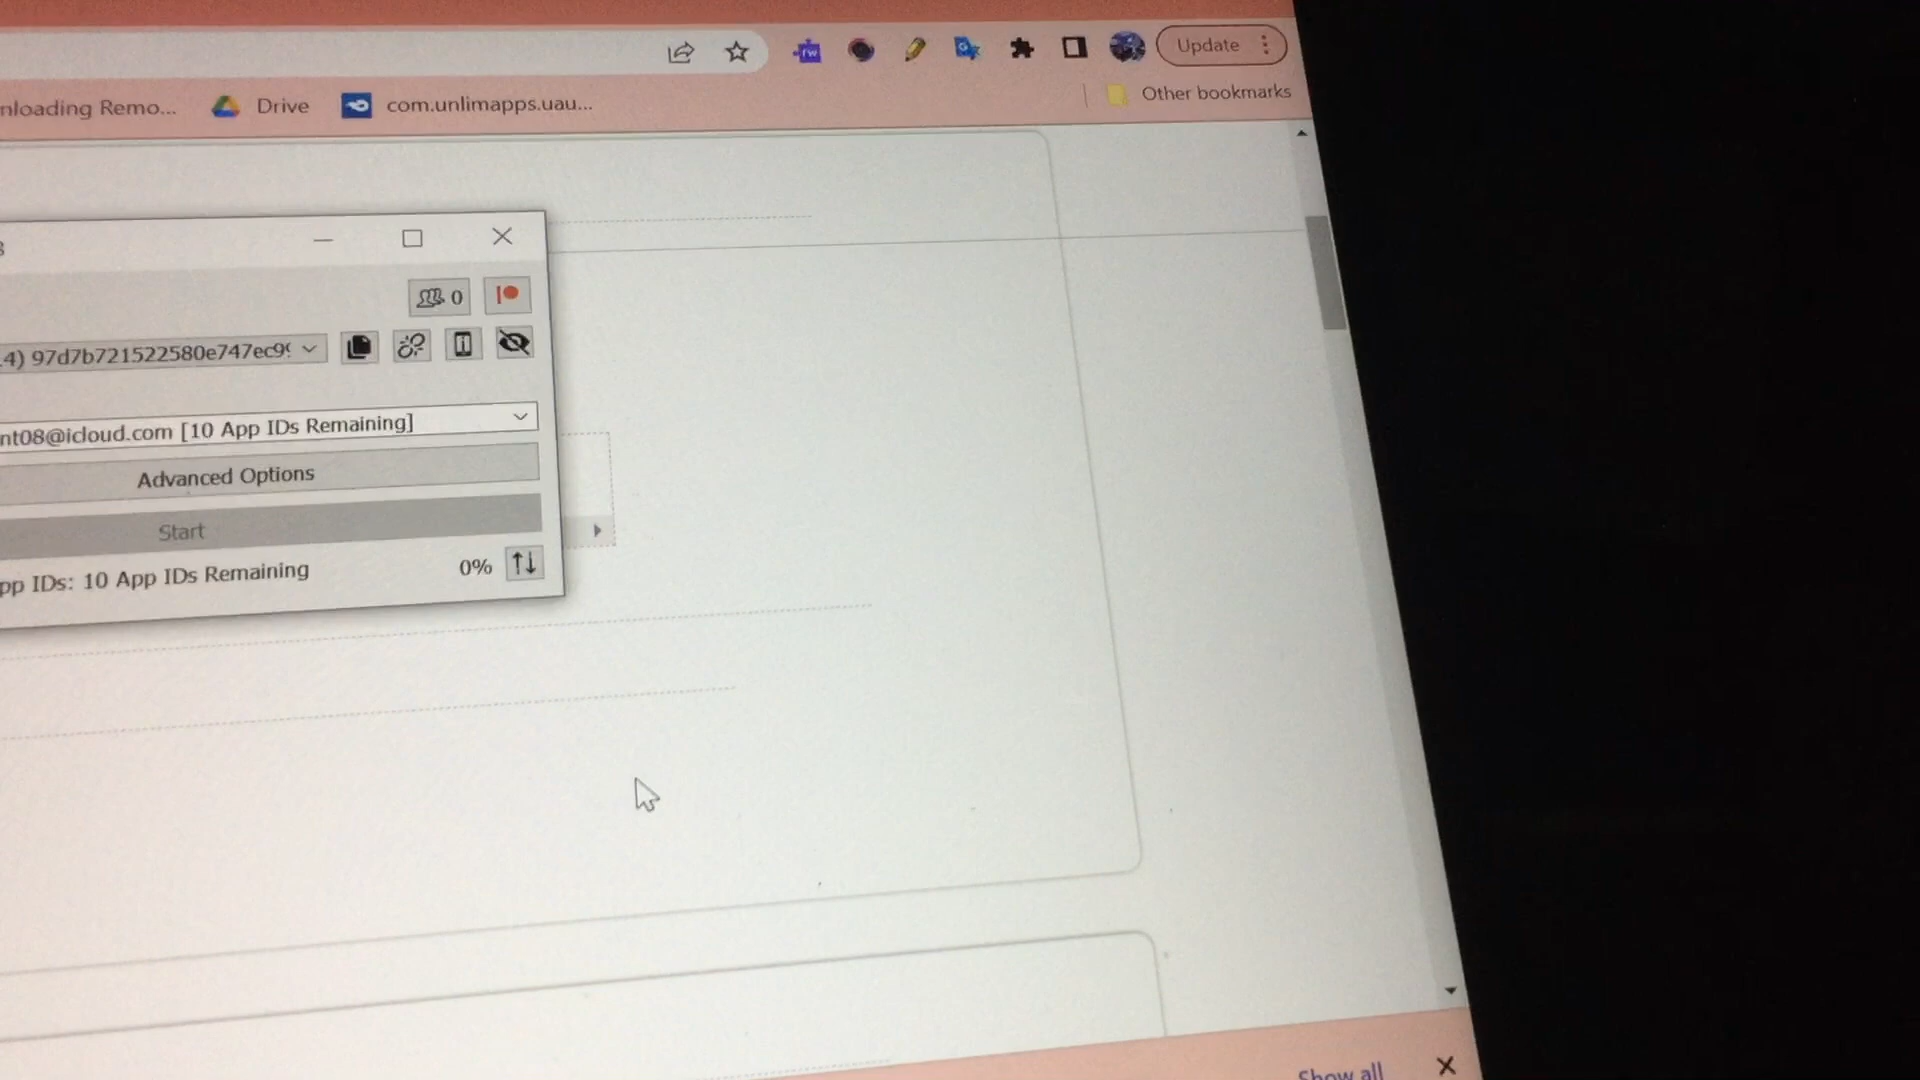 Update
nloading Remo...
Drive
com.unlimapps.uau...
Other bookmarks
0
4) 97d7b721522580e747ec9
nt08@icloud.com [10 App IDs Remaining]
Advanced Options
Start
pp IDs: 10 App IDs Remaining
0%
Show all